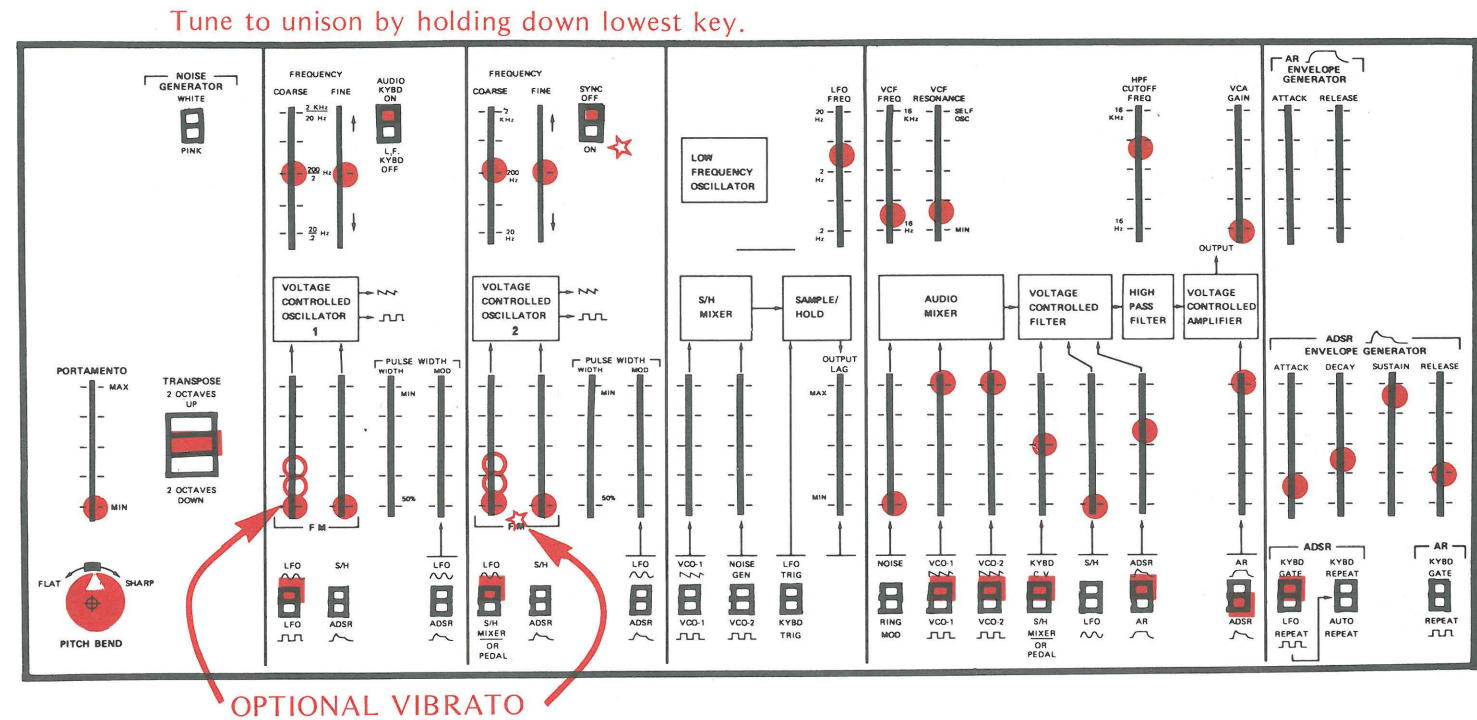 Tune to unison by holding down lowest key.
NOISE
GENERATOR
WHITE
PINK
PORTAMENTO
MAX
MIN
TRANSPOSE
2 OCTAVES
UP
2 OCTAVES
DOWN
FLAT
SHARP
PITCH BEND
FREQUENCY
COARSE
FINE
2 KHz
20 Hz
200
2
Hz
20
.2
Hz
AUDIO
KYBD
ON
L,F.
KYBD
OFF
VOLTAGE
CONTROLLED
OSCILLATOR
1
PULSE WIDTH
WIDTH
MOD
MIN
50%
F M
LFO
LFO
S/H
ADSR
LFO
ADSR
FREQUENCY
COARSE
FINE
2
KHz
200
Hz
20
Hz
SYNC
OFF
ON
VOLTAGE
CONTROLLED
OSCILLATOR
2
PULSE WIDTH
WIDTH
MOD
MIN
50%
F M
LFO
S/H
MIXER
OR
PEDAL
S/H
ADSR
LFO
ADSR
LOW
FREQUENCY
OSCILLATOR
LFO
FREQ
20
Hz
2
Hz
.2
Hz
S/H
MIXER
SAMPLE/
HOLD
OUTPUT
LAG
MAX
MIN
VCO-1
VCO-1
NOISE
GEN
VCO-2
LFO
TRIG
KYBD
TRIG
VCF
FREQ
16
KHz
16
Hz
VCF
RESONANCE
SELF
OSC
MIN
HPF
CUTOFF
FREQ
16
KHz
16
Hz
VCA
GAIN
OUTPUT
AUDIO
MIXER
VOLTAGE
CONTROLLED
FILTER
HIGH
PASS
FILTER
VOLTAGE
CONTROLLED
AMPLIFIER
NOISE
RING
MOD
VCO-1
VCO-1
VCO-2
VCO-2
KYBD
C V
S/H
MIXER
OR
PEDAL
S/H
LFO
ADSR
AR
AR
ADSR
AR
ENVELOPE
GENERATOR
ATTACK
RELEASE
ADSR
ENVELOPE GENERATOR
ATTACK
DECAY
SUSTAIN
RELEASE
ADSR
KYBD
GATE
LFO
REPEAT
KYBD
REPEAT
AUTO
REPEAT
AR
KYBD
GATE
REPEAT
OPTIONAL VIBRATO